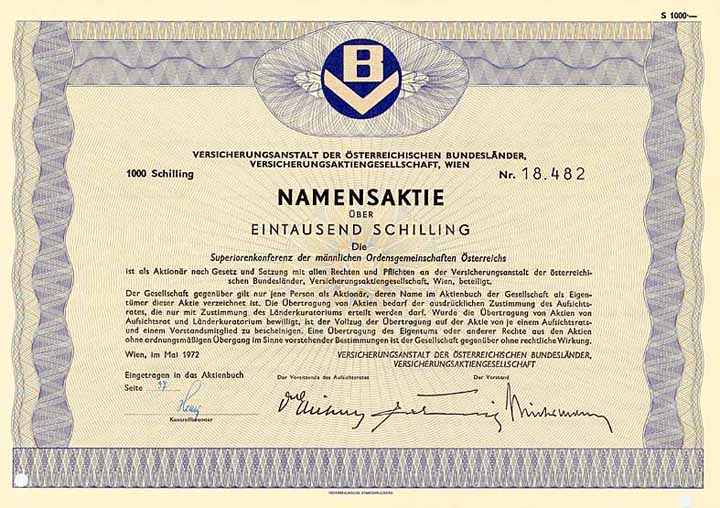 S 1000·—
B
V
VERSICHERUNGSANSTALT DER ÖSTERREICHISCHEN BUNDESLÄNDER,
VERSICHERUNGSAKTIENGESELLSCHAFT, WIEN
1000 Schilling
Nr. 18.482
NAMENSAKTIE
ÜBER
EINTAUSEND SCHILLING
Die
Superiorenkonferenz der männlichen Ordensgemeinschaften Österreichs
ist als Aktionär nach Gesetz und Satzung mit allen Rechten und Pflichten an der Versicherungsanstalt der österreichi-
schen Bundesländer, Versicherungsaktiengesellschaft, Wien, beteiligt.
Der Gesellschaft gegenüber gilt nur jene Person als Aktionär, deren Name im Aktienbuch der Gesellschaft als Eigen-
tümer dieser Aktie verzeichnet ist. Die Übertragung von Aktien bedarf der ausdrücklichen Zustimmung des Aufsichts-
rates, die nur mit Zustimmung des Länderkuratoriums erteilt werden darf. Wurde die Übertragung von Aktien von
Aufsichtsrat und Länderkuratorium bewilligt, ist der Vollzug der Übertragung auf der Aktie von je einem Aufsichtsrat-
und einem Vorstandsmitglied zu bescheinigen. Eine Übertragung des Eigentums oder anderer Rechte aus den Aktien
ohne ordnungsmäßigen Übergang im Sinne vorstehender Bestimmungen ist der Gesellschaft gegenüber ohne rechtliche Wirkung.
Wien, im Mai 1972
VERSICHERUNGSANSTALT DER ÖSTERREICHISCHEN BUNDESLÄNDER,
VERSICHERUNGSAKTIENGESELLSCHAFT
Eingetragen in das Aktienbuch
Der Vorsitzende des Aufsichtsrates
Der Vorstand
Seite
Kontrollbeamter
ÖSTERREICHISCHE STAATSDRUCKEREI